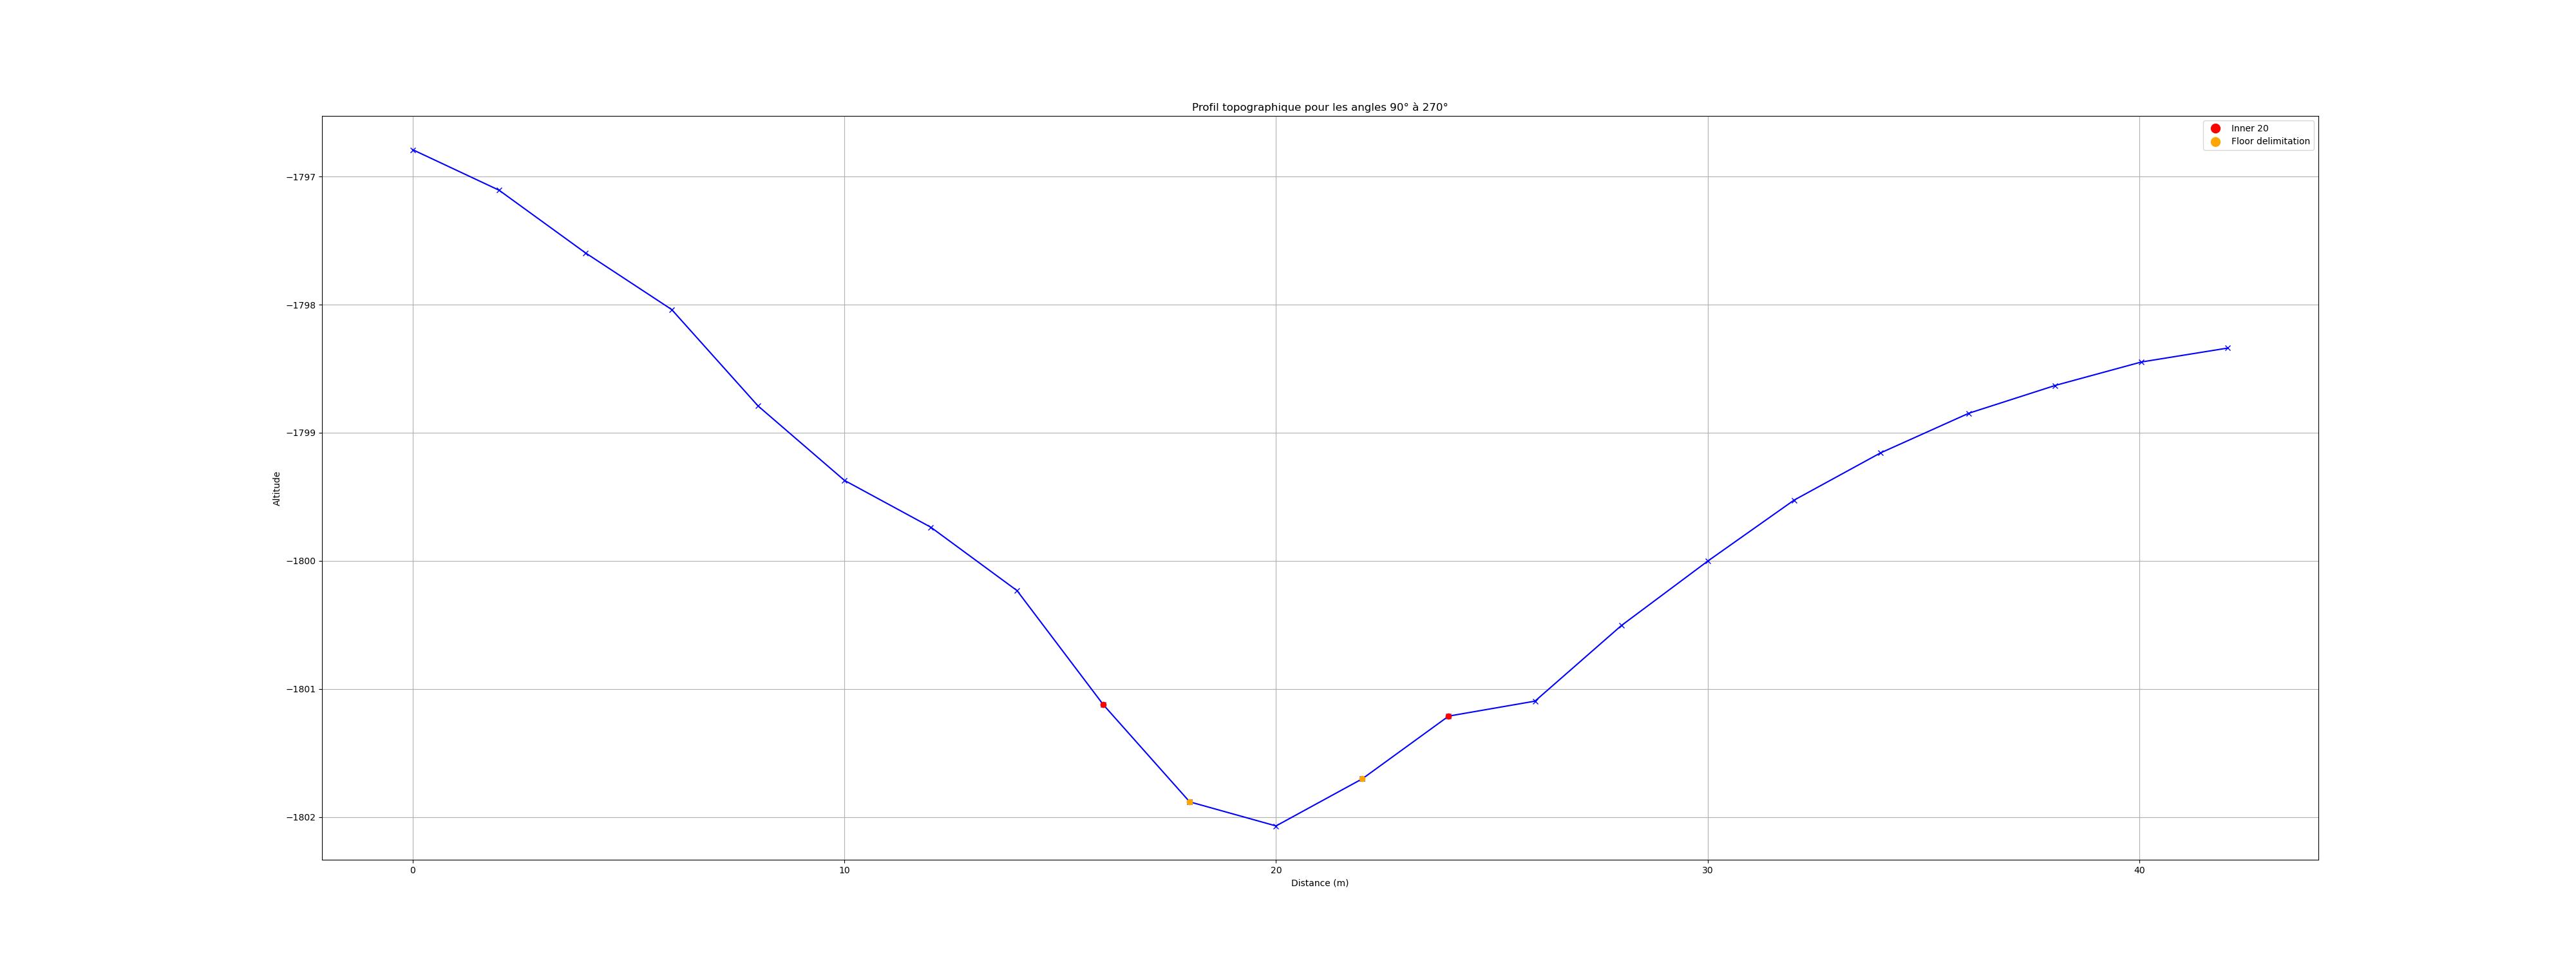 Profil topographique pour les angles 90° à 270°
Inner 20
Floor delimitation
−1797
−1798
−1799
−1800
−1801
−1802
Altitude
0
10
20
30
40
Distance (m)